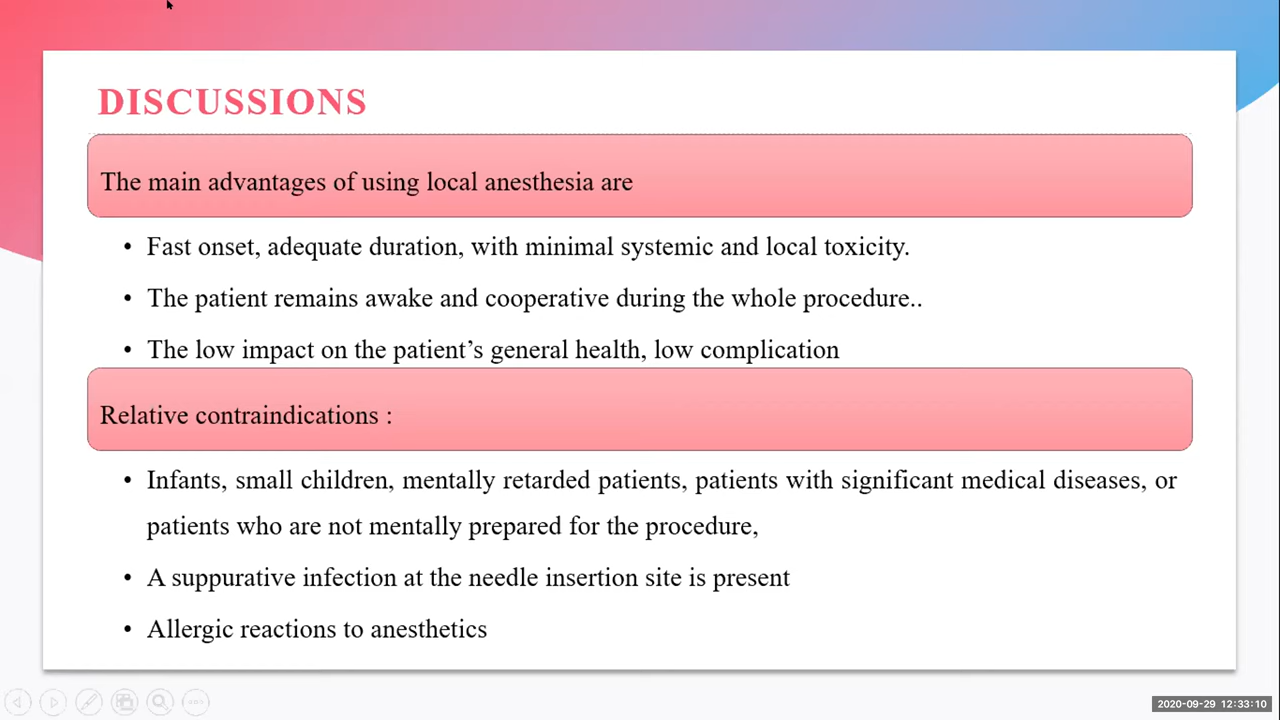 DISCUSSIONS
The main advantages of using local anesthesia are
• Fast onset, adequate duration, with minimal systemic and local toxicity.
• The patient remains awake and cooperative during the whole procedure..
• The low impact on the patient’s general health, low complication
Relative contraindications :
• Infants, small children, mentally retarded patients, patients with significant medical diseases, or
patients who are not mentally prepared for the procedure,
• A suppurative infection at the needle insertion site is present
• Allergic reactions to anesthetics
2020-09-29 12:33:10